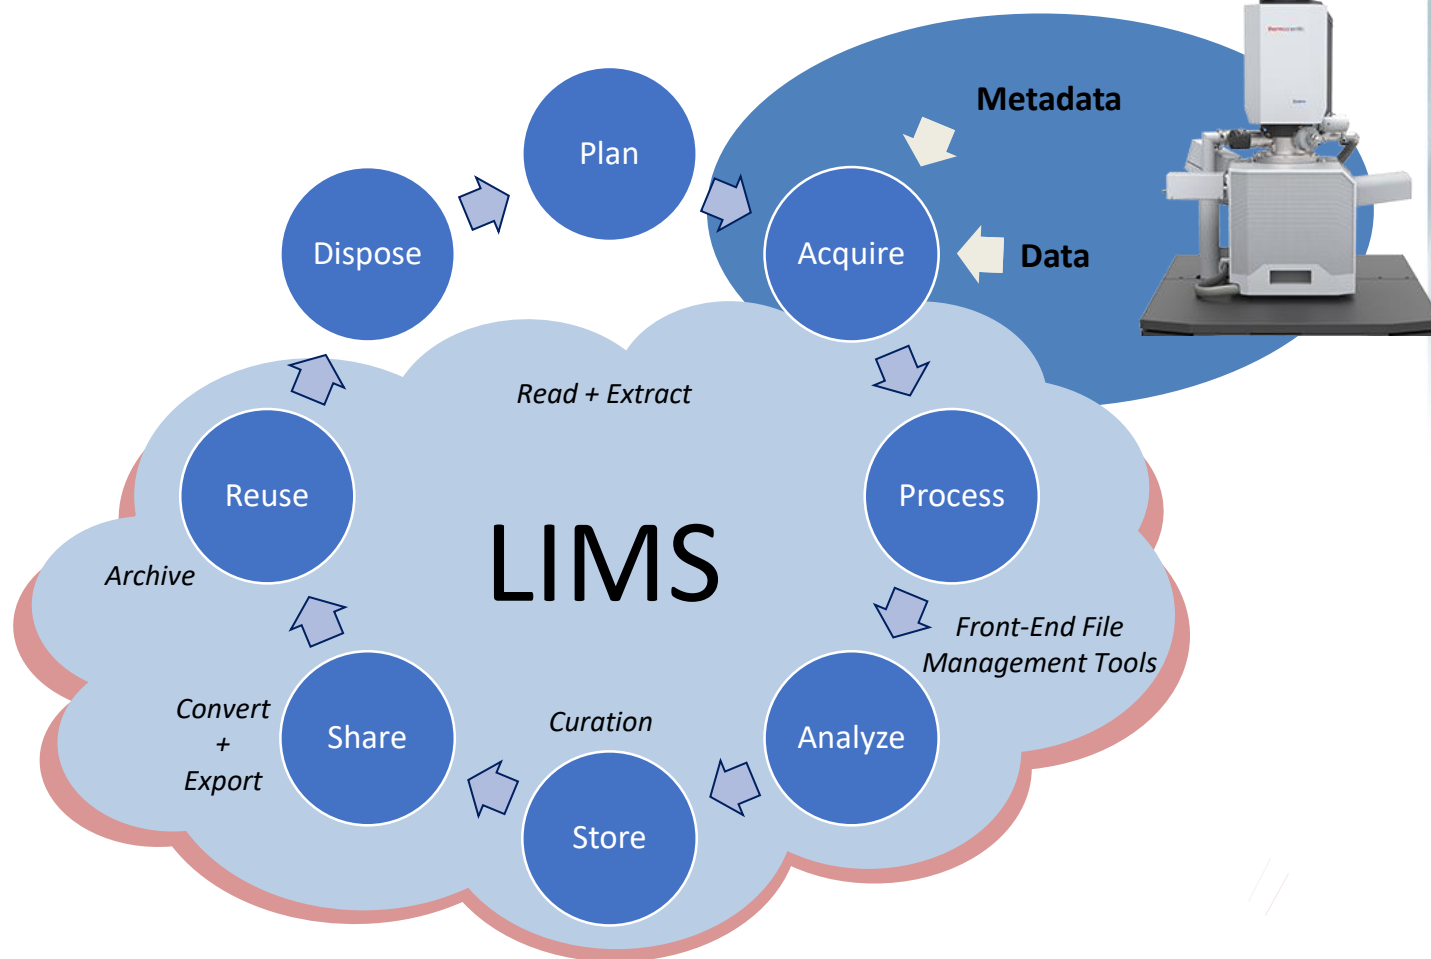 thermoscientific
Metadata
Plan
Dispose
Acquire
Data
Read + Extract
Reuse
Process
LIMS
Archive
Front-End File
Management Tools
Convert
+
Export
Share
Curation
Analyze
Store